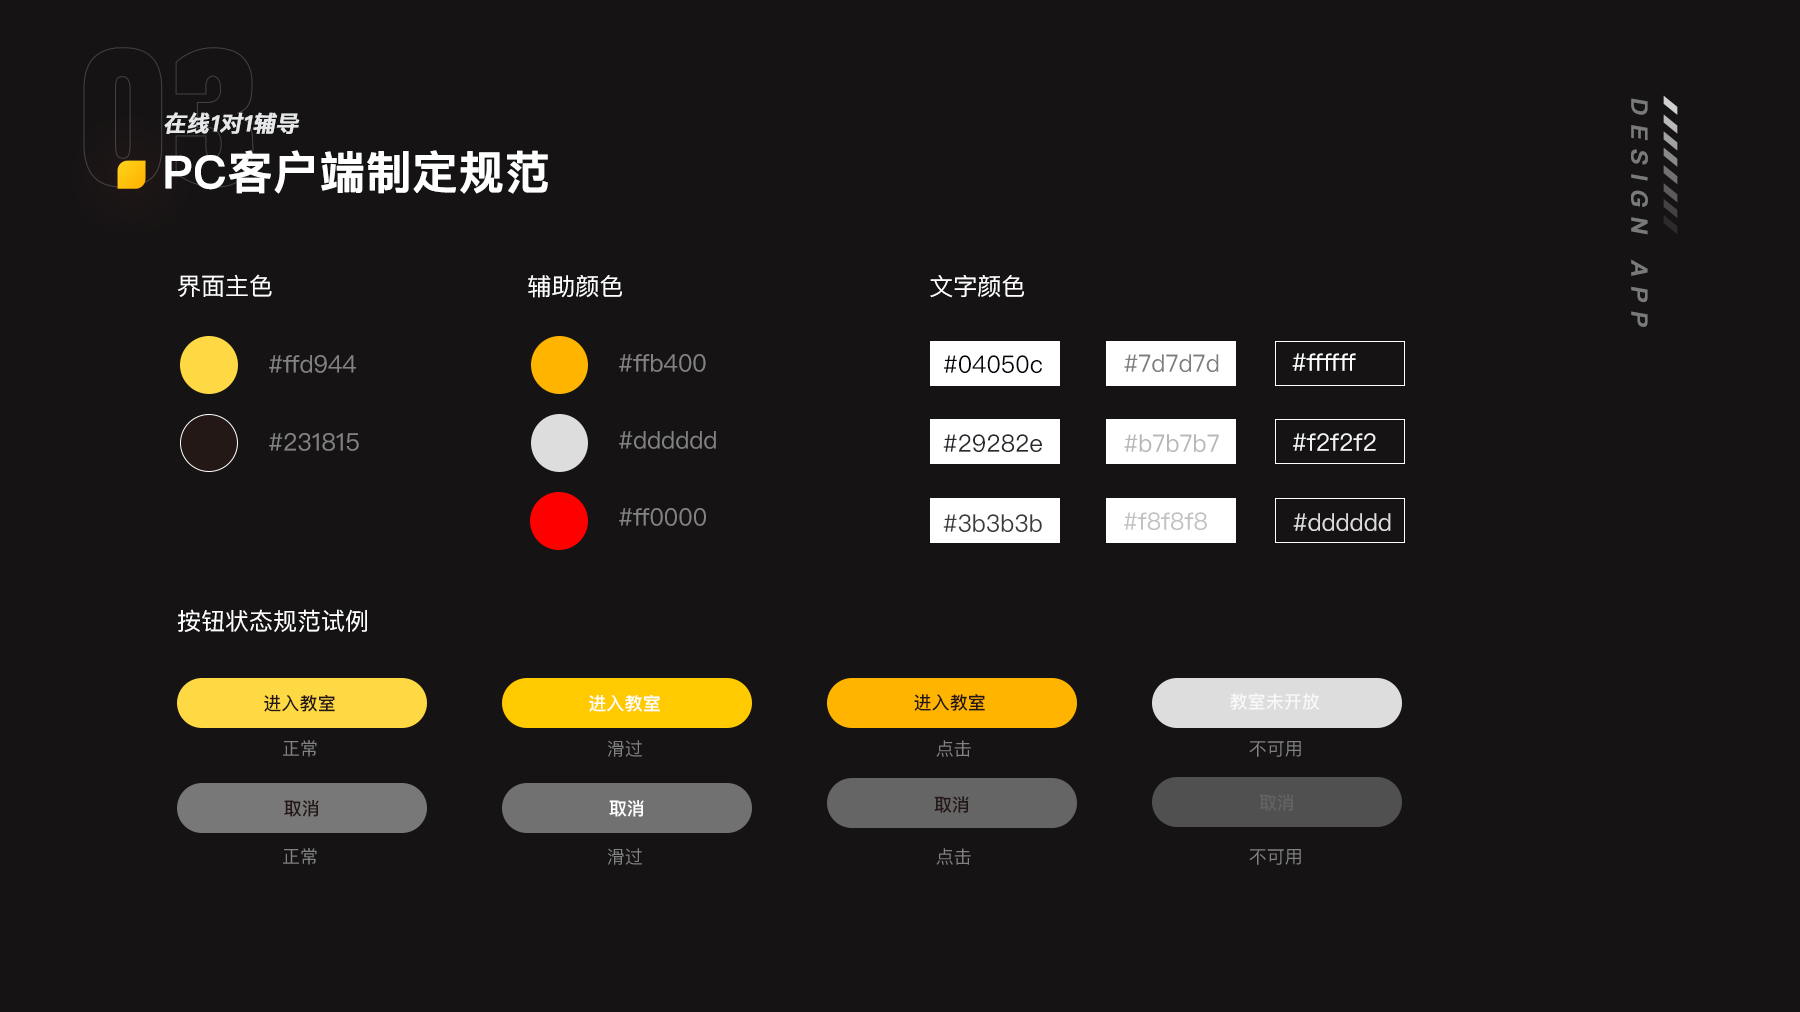 03
在线1对1辅导
PC客户端制定规范
DESIGN APP
界面主色
#ffd944
#231815
辅助颜色
#ffb400
#dddddd
#ff0000
文字颜色
#04050c
#7d7d7d
#ffffff
#29282e
#b7b7b7
#f2f2f2
#3b3b3b
#f8f8f8
#dddddd
按钮状态规范试例
进入教室
进入教室
进入教室
教室未开放
正常
滑过
点击
不可用
取消
取消
取消
取消
正常
滑过
点击
不可用